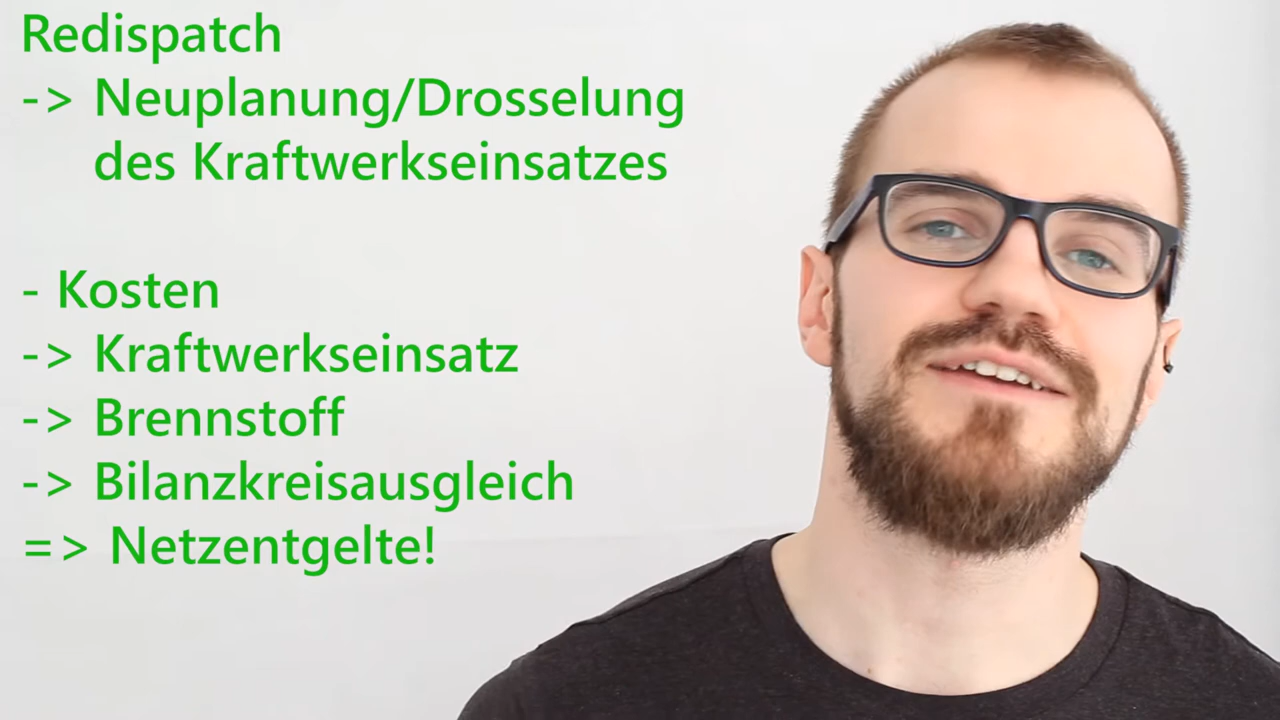 Redispatch
-> Neuplanung/Drosselung
des Kraftwerkseinsatzes
- Kosten
-> Kraftwerkseinsatz
-> Brennstoff
-> Bilanzkreisausgleich
=> Netzentgelte!